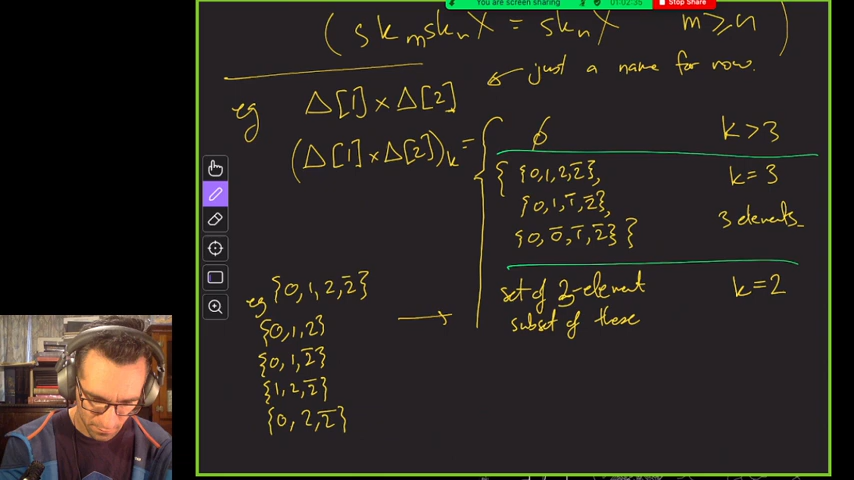 You are screen sharing 01:02:35 Stop Share
(sk_m sk_n X = sk_n X m ≥ n)
just a name for now.
eg Δ[1] × Δ[2]
(Δ[1] × Δ[2])_k = { ∅ k > 3
{ {0, 1, 2, 2̅}, k = 3
{0, 1, 1̅, 2̅},
{0, 0̅, 1̅, 2̅} } 3 elements
set of 3-element k = 2
subset of these
eg {0, 1, 2, 2̅}
{0, 1, 2}
{0, 1, 2̅}
{1, 2, 2̅}
{0, 2, 2̅}